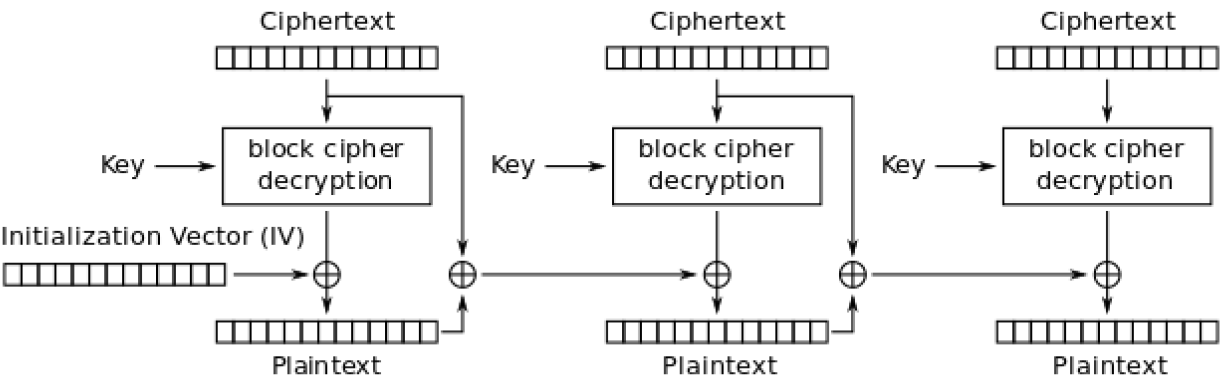 Ciphertext
Ciphertext
Ciphertext
Key
block cipher
decryption
Key
block cipher
decryption
Key
block cipher
decryption
Initialization Vector (IV)
Plaintext
Plaintext
Plaintext